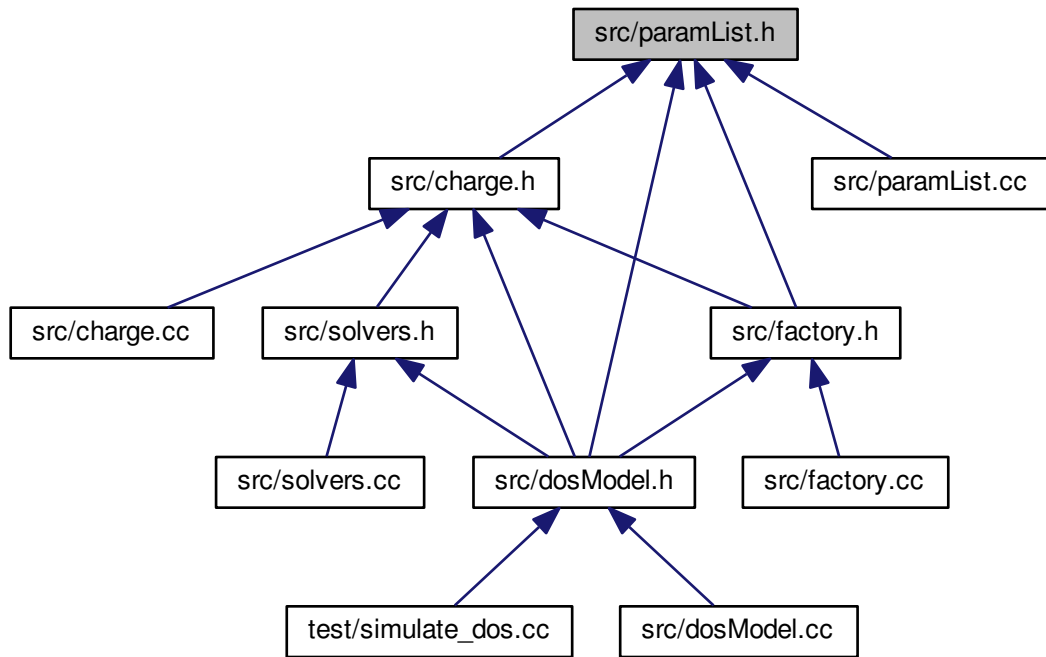 src/paramList.h
src/charge.h
src/paramList.cc
src/charge.cc
src/solvers.h
src/factory.h
src/solvers.cc
src/dosModel.h
src/factory.cc
test/simulate_dos.cc
src/dosModel.cc